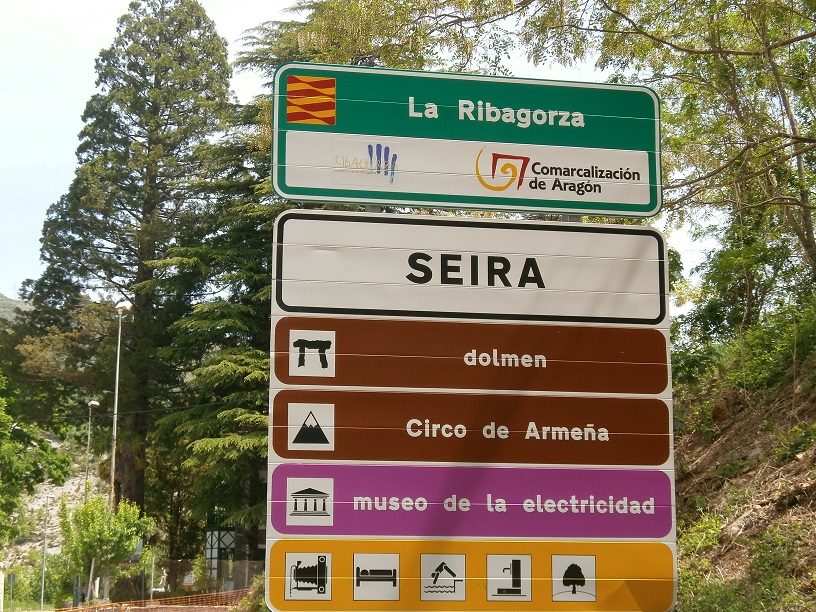 La Ribagorza
Comarcalización
de Aragón
SEIRA
dolmen
Circo de Armeña
museo de la electricidad